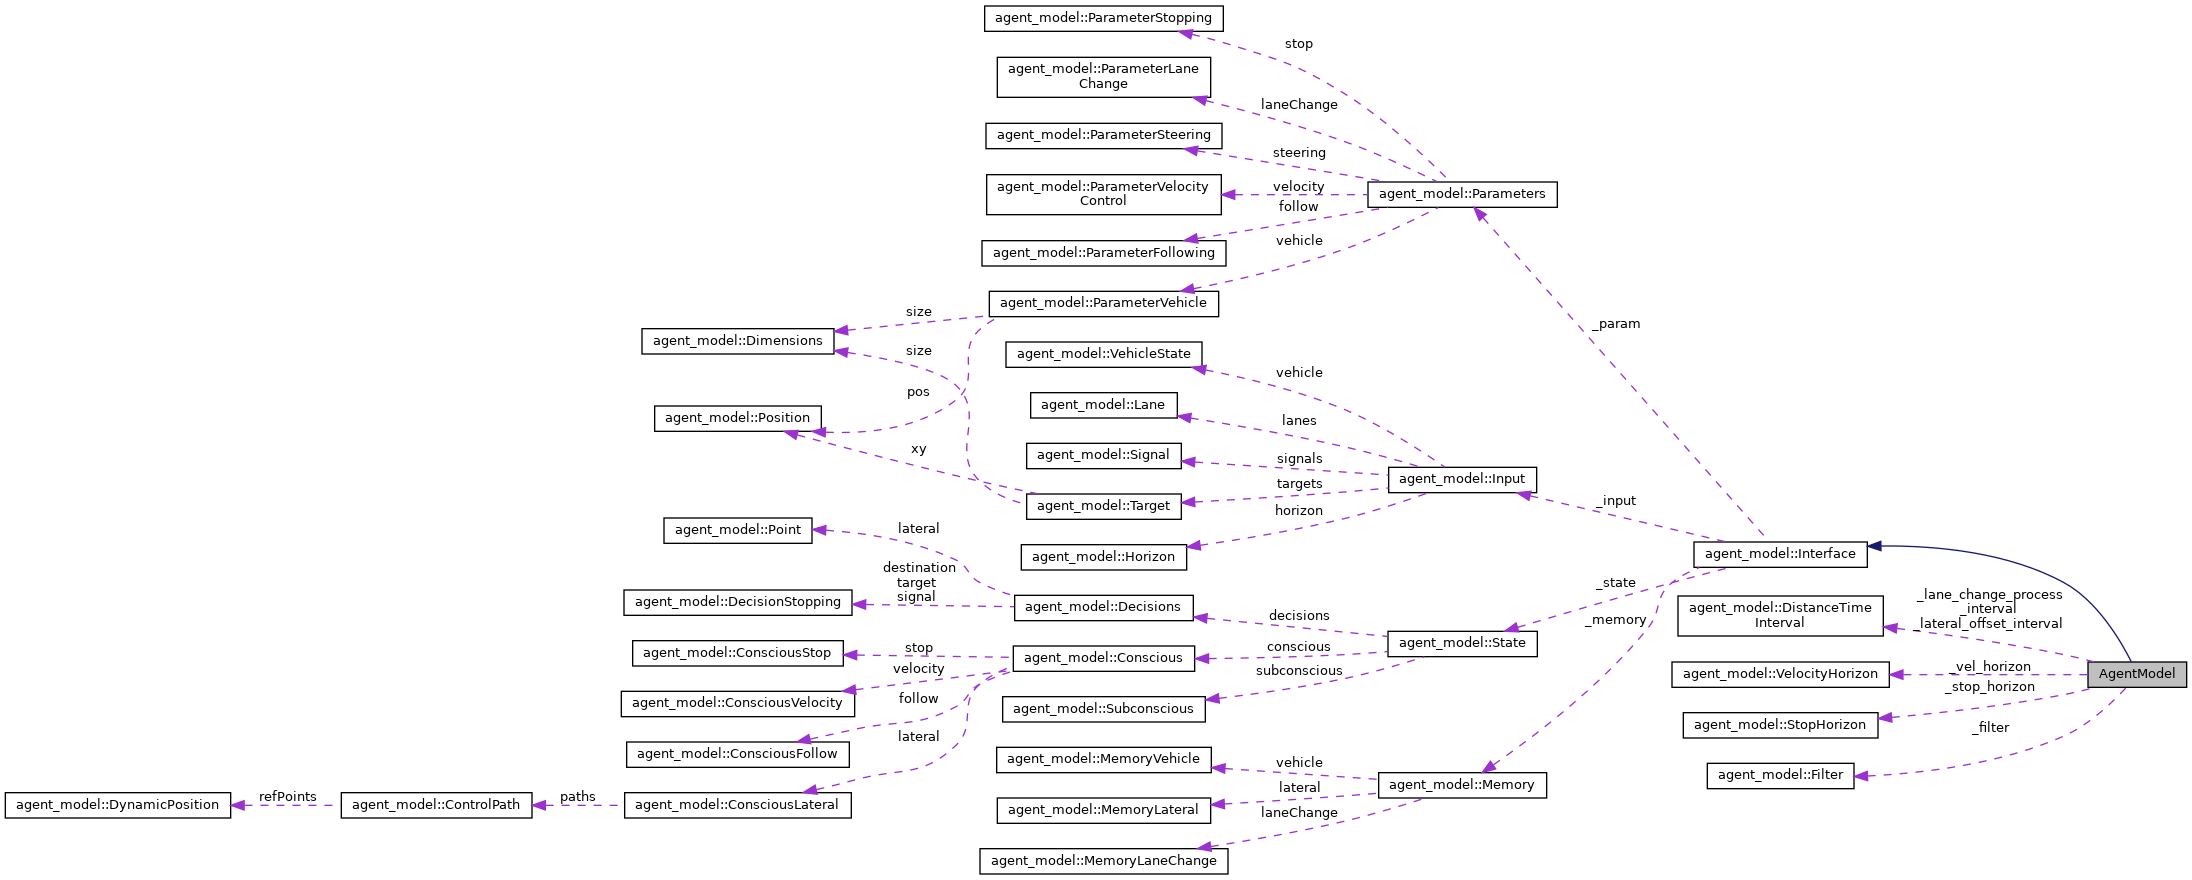 agent_model::ParameterStopping
stop
agent_model::ParameterLane
Change
laneChange
agent_model::ParameterSteering
steering
agent_model::ParameterVelocity
Control
velocity
agent_model::Parameters
follow
agent_model::ParameterFollowing
vehicle
agent_model::ParameterVehicle
size
agent_model::Dimensions
_param
size
agent_model::VehicleState
vehicle
pos
agent_model::Lane
agent_model::Position
lanes
xy
agent_model::Signal
signals
agent_model::Input
targets
agent_model::Target
_input
horizon
agent_model::Point
lateral
agent_model::Horizon
agent_model::Interface
destination
target
signal
_state
agent_model::DecisionStopping
agent_model::Decisions
decisions
_memory
agent_model::DistanceTime
Interval
_lane_change_process
_interval
_lateral_offset_interval
agent_model::ConsciousStop
stop
agent_model::Conscious
conscious
agent_model::State
velocity
subconscious
agent_model::VelocityHorizon
_vel_horizon
AgentModel
_stop_horizon
agent_model::ConsciousVelocity
follow
agent_model::Subconscious
agent_model::StopHorizon
_filter
lateral
agent_model::ConsciousFollow
agent_model::MemoryVehicle
vehicle
agent_model::Filter
agent_model::Memory
lateral
agent_model::DynamicPosition
refPoints
agent_model::ControlPath
paths
agent_model::ConsciousLateral
agent_model::MemoryLateral
laneChange
agent_model::MemoryLaneChange